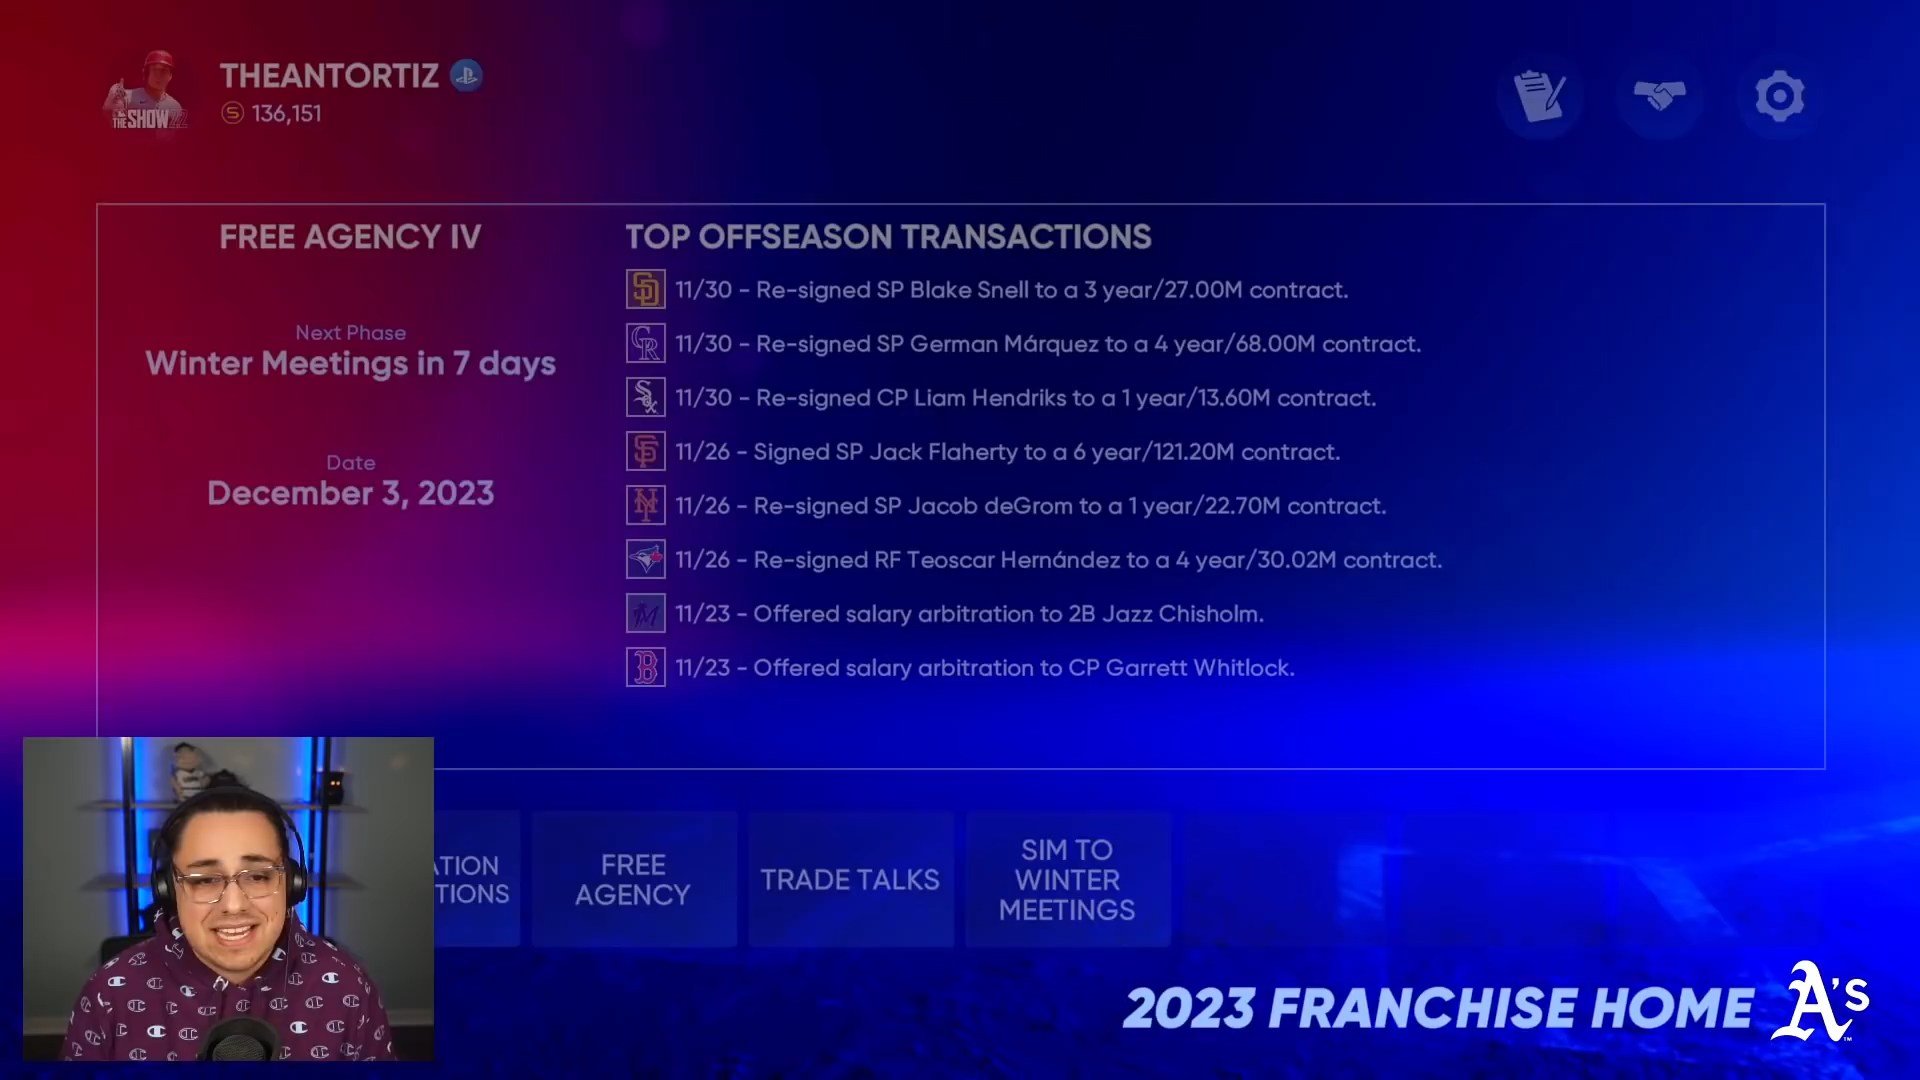 THEANTORTIZ
136,151
THE SHOW 22
FREE AGENCY IV
Next Phase
Winter Meetings in 7 days
Date
December 3, 2023
TOP OFFSEASON TRANSACTIONS
11/30 - Re-signed SP Blake Snell to a 3 year/27.00M contract.
11/30 - Re-signed SP German Márquez to a 4 year/68.00M contract.
11/30 - Re-signed CP Liam Hendriks to a 1 year/13.60M contract.
11/26 - Signed SP Jack Flaherty to a 6 year/121.20M contract.
11/26 - Re-signed SP Jacob deGrom to a 1 year/22.70M contract.
11/26 - Re-signed RF Teoscar Hernández to a 4 year/30.02M contract.
11/23 - Offered salary arbitration to 2B Jazz Chisholm.
11/23 - Offered salary arbitration to CP Garrett Whitlock.
ATION
TIONS
FREE
AGENCY
TRADE TALKS
SIM TO
WINTER
MEETINGS
2023 FRANCHISE HOME
A's